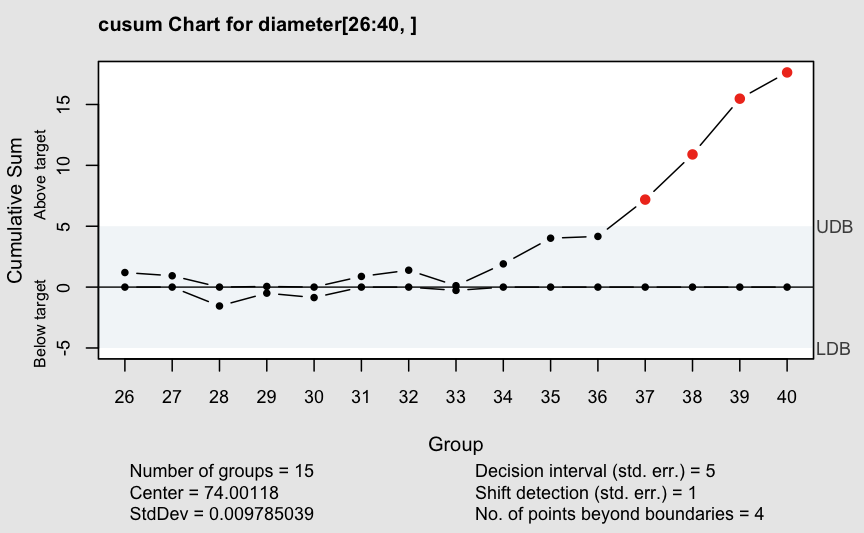 cusum Chart for diameter[26:40, ]
Cumulative Sum
Above target
Below target
15
10
5
0
-5
UDB
LDB
26 27 28 29 30 31 32 33 34 35 36 37 38 39 40
Group
Number of groups = 15
Center = 74.00118
StdDev = 0.009785039
Decision interval (std. err.) = 5
Shift detection (std. err.) = 1
No. of points beyond boundaries = 4